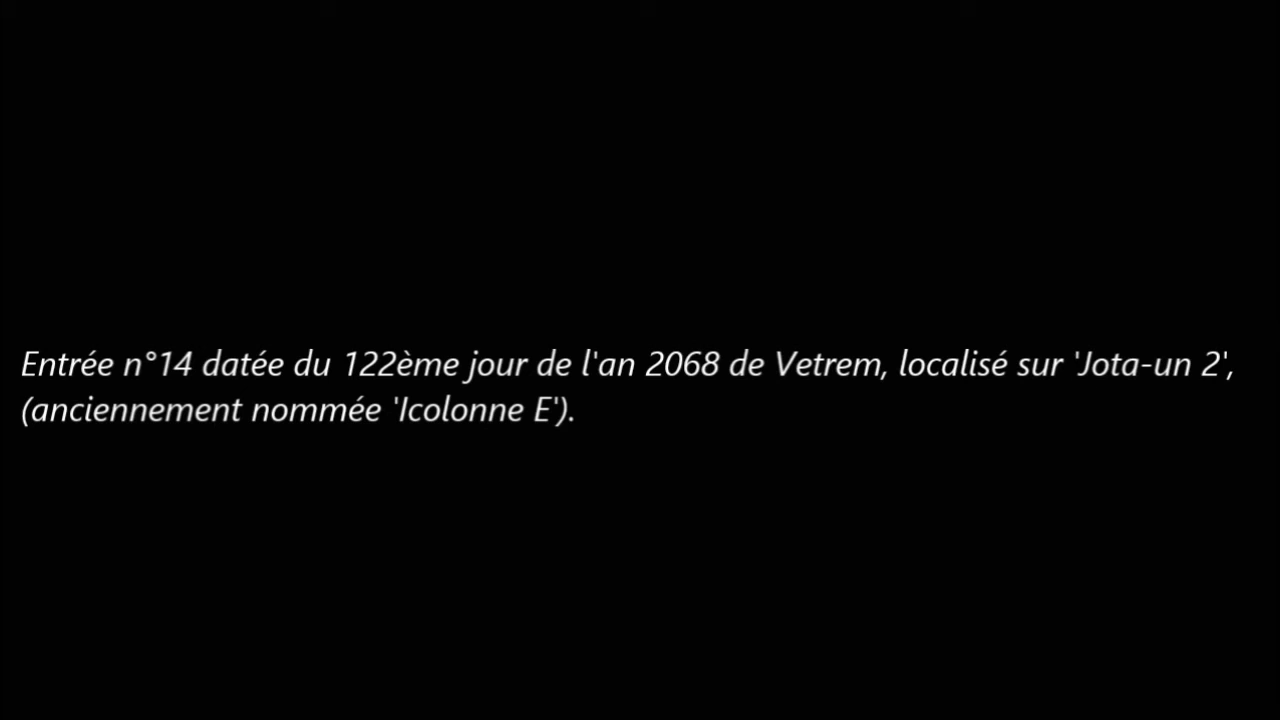 Entrée n°14 datée du 122ème jour de l'an 2068 de Vetrem, localisé sur 'Jota-un 2',
(anciennement nommée 'Icolonne E').